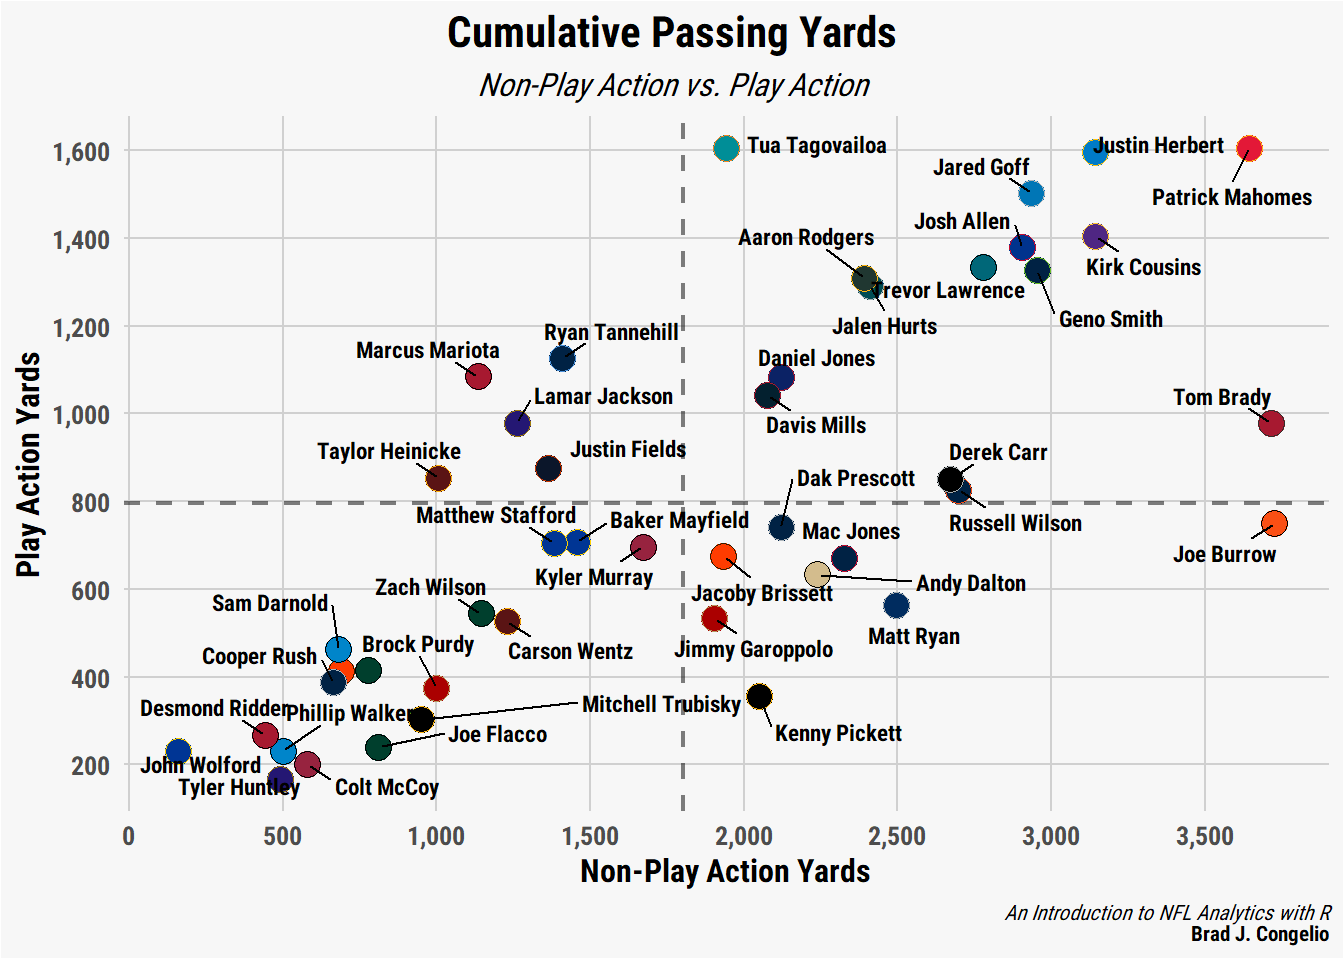 Cumulative Passing Yards
Non-Play Action vs. Play Action
1,600
1,400
1,200
1,000
800
600
400
200
Play Action Yards
Tua Tagovailoa
Justin Herbert
Jared Goff
Patrick Mahomes
Josh Allen
Aaron Rodgers
Kirk Cousins
Trevor Lawrence
Geno Smith
Jalen Hurts
Ryan Tannehill
Marcus Mariota
Daniel Jones
Lamar Jackson
Tom Brady
Davis Mills
Taylor Heinicke
Justin Fields
Derek Carr
Dak Prescott
Matthew Stafford
Baker Mayfield
Russell Wilson
Mac Jones
Joe Burrow
Kyler Murray
Andy Dalton
Zach Wilson
Jacoby Brissett
Sam Darnold
Matt Ryan
Brock Purdy
Carson Wentz
Jimmy Garoppolo
Cooper Rush
Mitchell Trubisky
Desmond Ridder
Phillip Walker
Joe Flacco
Kenny Pickett
John Wolford
Tyler Huntley
Colt McCoy
0
500
1,000
1,500
2,000
2,500
3,000
3,500
Non-Play Action Yards
An Introduction to NFL Analytics with R
Brad J. Congelio